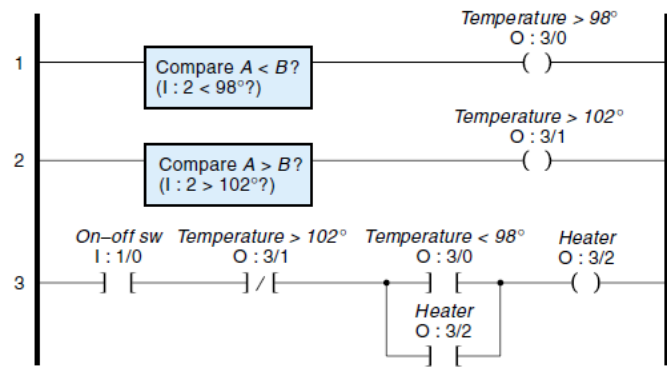 Temperature > 98°
O : 3/0
1
Compare A < B?
(I : 2 < 98°?)
( )
Temperature > 102°
O : 3/1
2
Compare A > B?
(I : 2 > 102°?)
( )
On–off sw Temperature > 102° Temperature < 98° Heater
I : 1/0 O : 3/1 O : 3/0 O : 3/2
3
Heater
O : 3/2